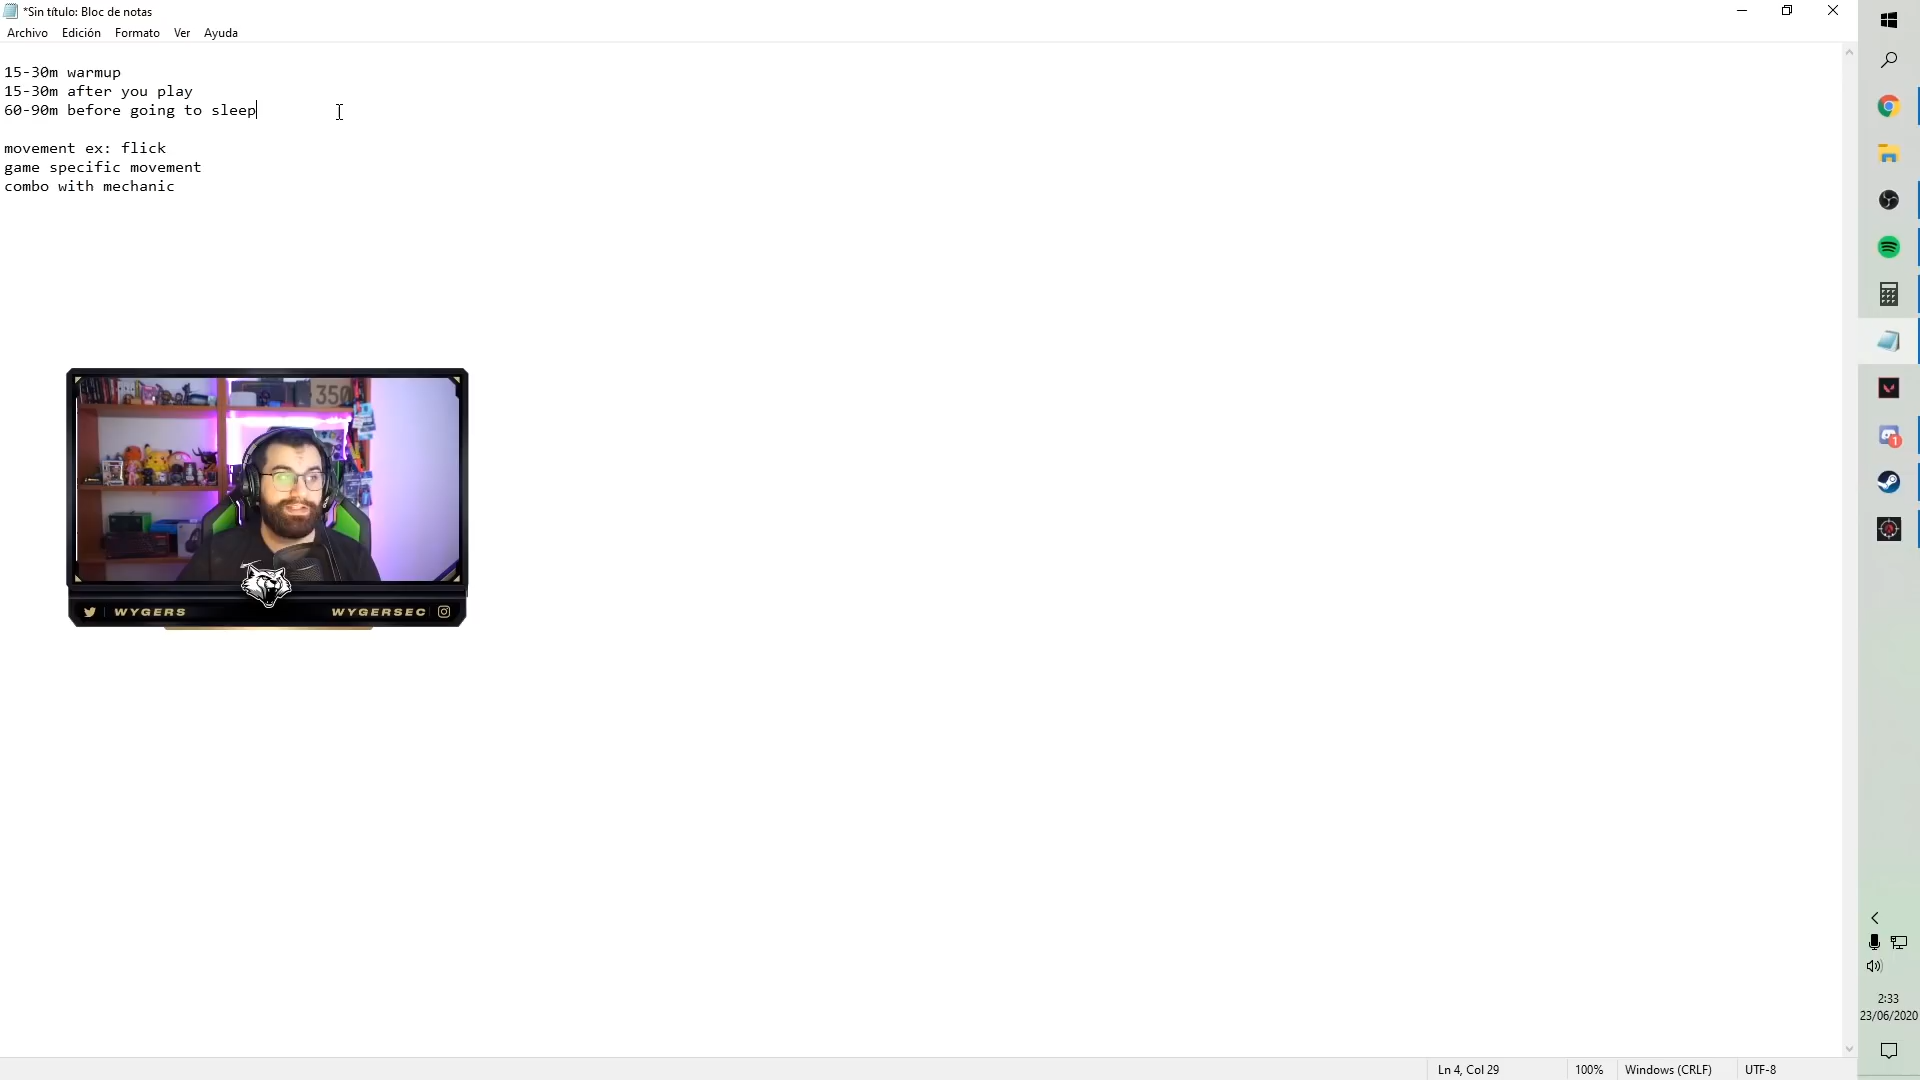 *Sin título: Bloc de notas
Archivo Edición Formato Ver Ayuda
15-30m warmup
15-30m after you play
60-90m before going to sleep
movement ex: flick
game specific movement
combo with mechanic
350
WYGERS
WYGERSEC
1
2:33
23/06/2020
Ln 4, Col 29
100%
Windows (CRLF)
UTF-8